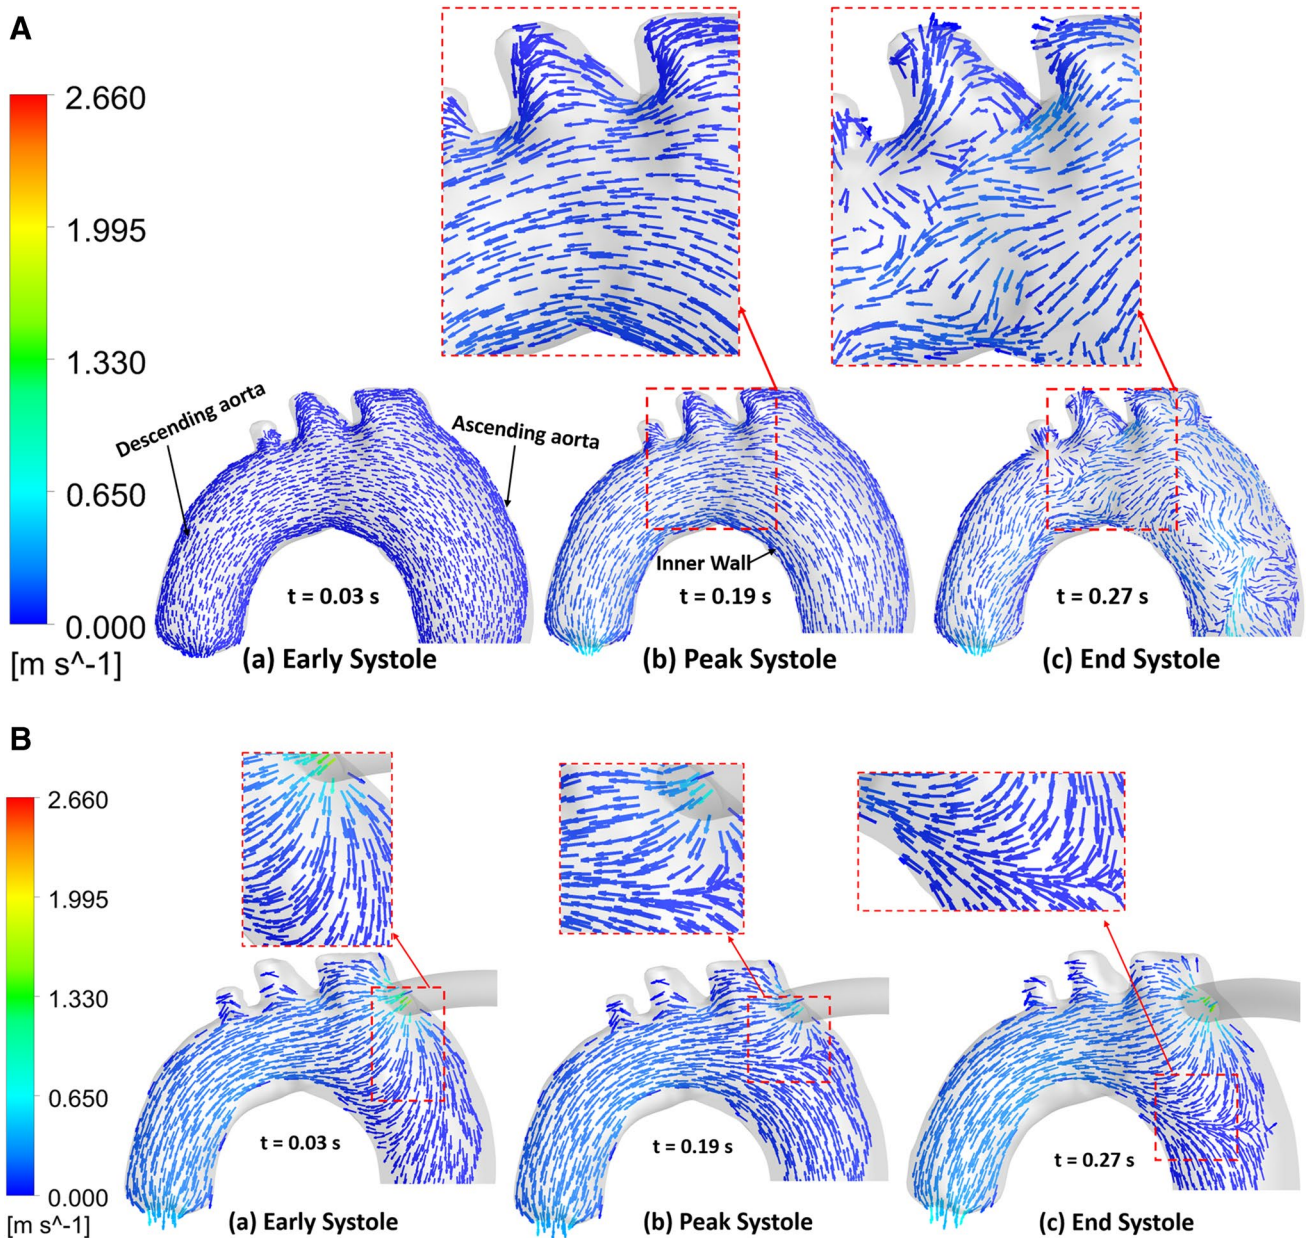 A
2.660
1.995
1.330
0.650
0.000
[m s^-1]
Descending aorta
Ascending aorta
Inner Wall
t = 0.03 s
t = 0.19 s
t = 0.27 s
(a) Early Systole
(b) Peak Systole
(c) End Systole
B
2.660
1.995
1.330
0.650
0.000
[m s^-1]
t = 0.03 s
t = 0.19 s
t = 0.27 s
(a) Early Systole
(b) Peak Systole
(c) End Systole